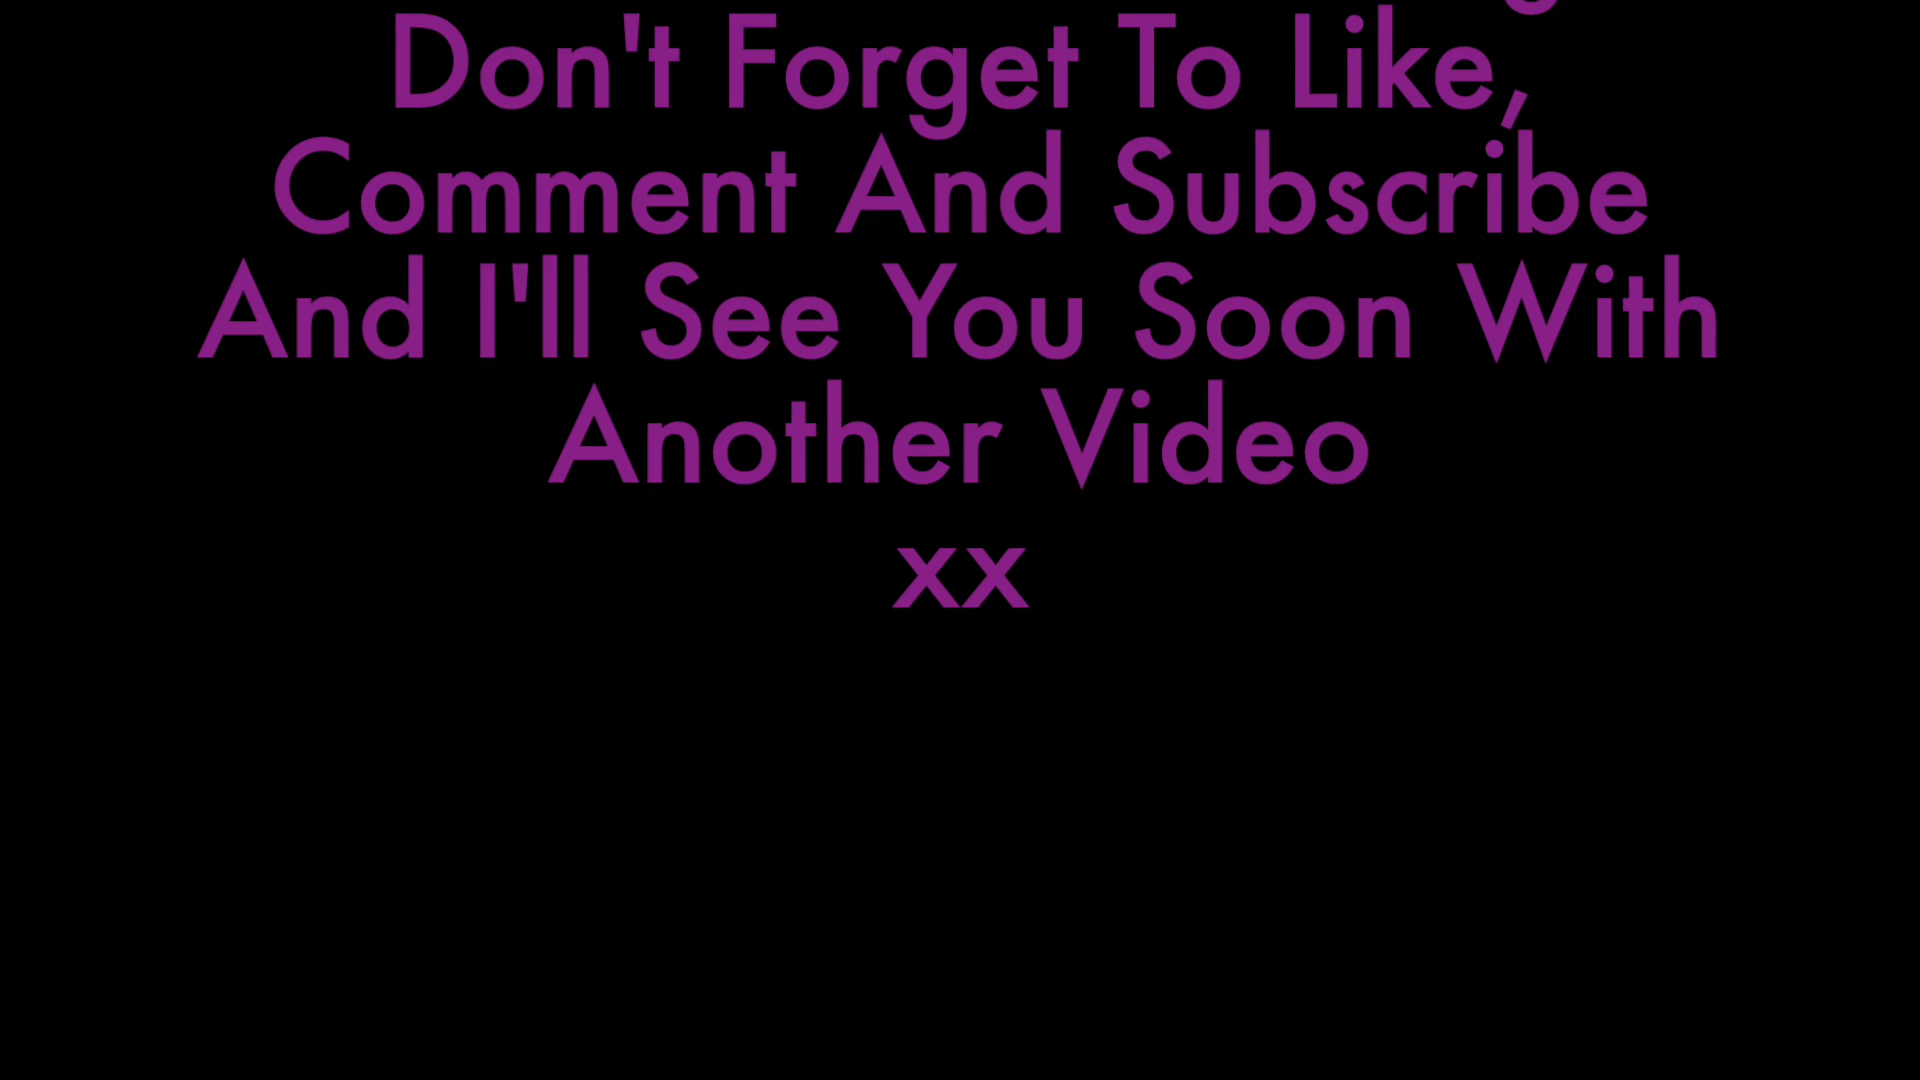 Don't Forget To Like,
Comment And Subscribe
And I'll See You Soon With
Another Video
xx